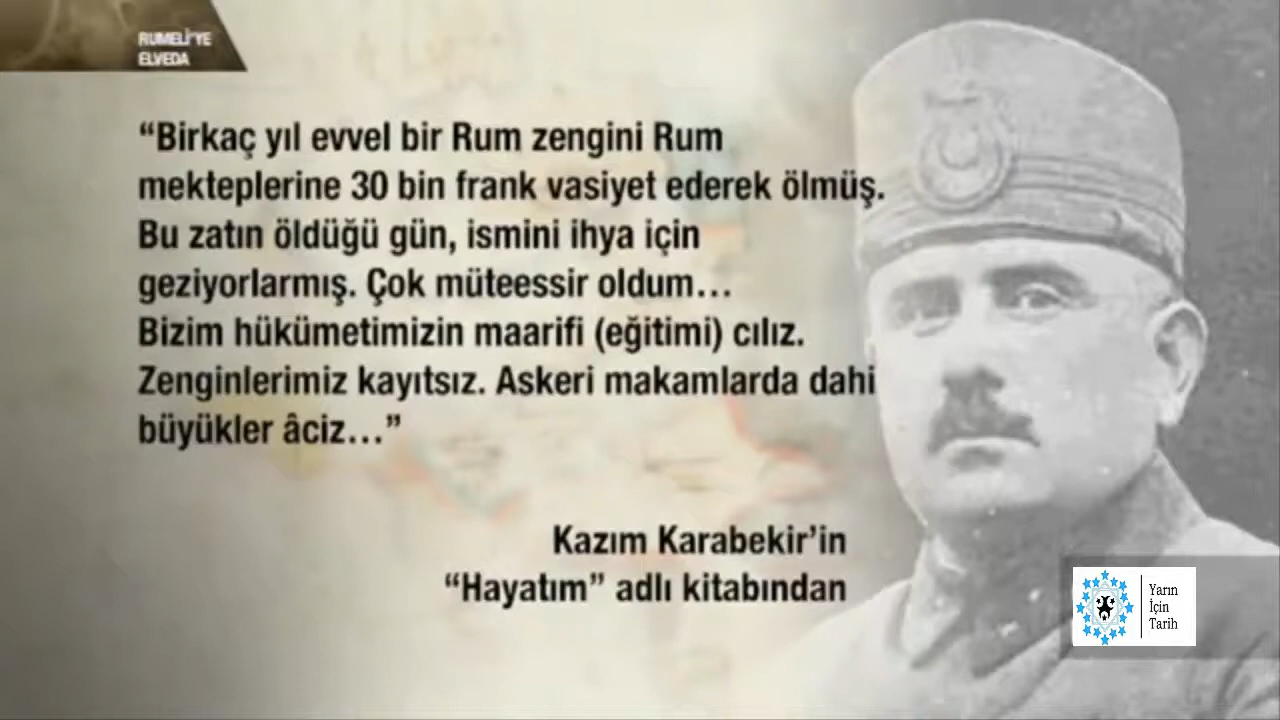 RUMELİ'YE
ELVEDA
“Birkaç yıl evvel bir Rum zengini Rum
mekteplerine 30 bin frank vasiyet ederek ölmüş.
Bu zatın öldüğü gün, ismini ihya için
geziyorlarmış. Çok müteessir oldum…
Bizim hükümetimizin maarifi (eğitimi) cılız.
Zenginlerimiz kayıtsız. Askeri makamlarda dahi
büyükler âciz…”
Kazım Karabekir’in
“Hayatım” adlı kitabından
Yarın
İçin
Tarih